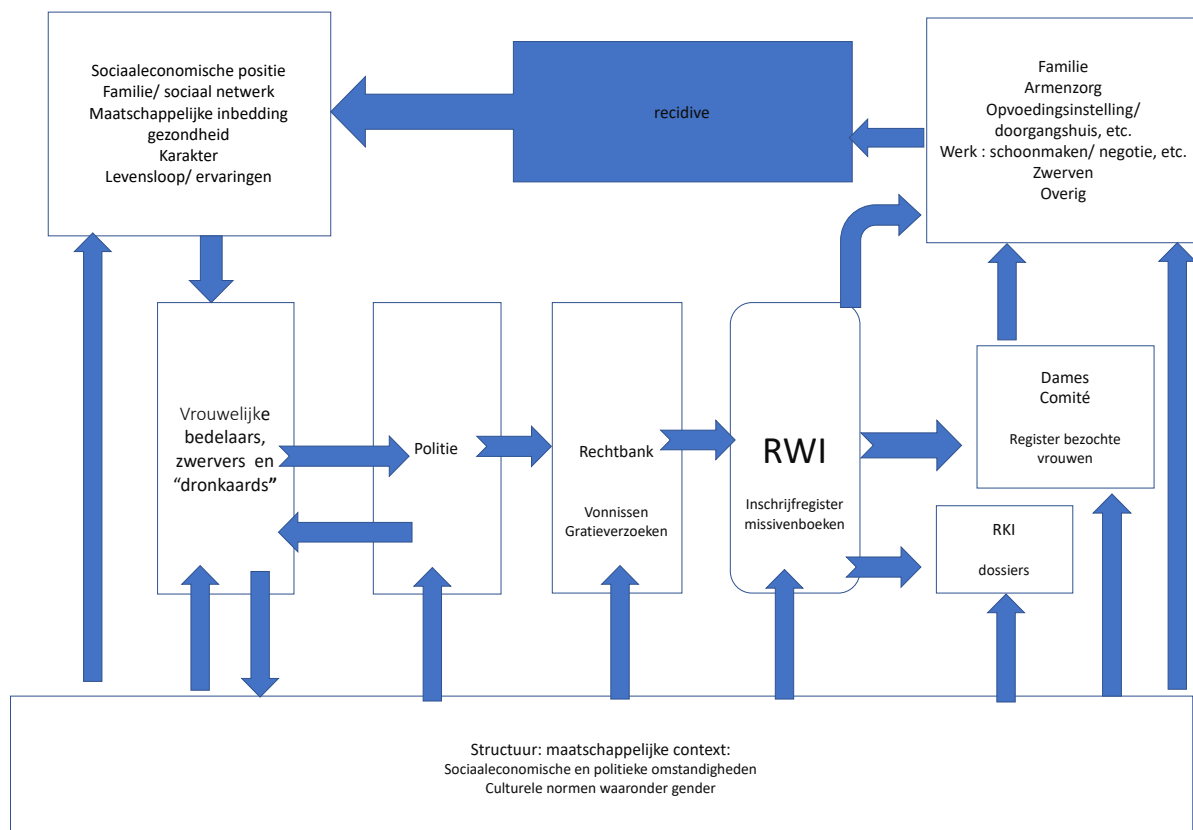 Sociaaleconomische positie
Familie/ sociaal netwerk
Maatschappelijke inbedding
gezondheid
Karakter
Levensloop/ ervaringen
recidive
Familie
Armenzorg
Opvoedingsinstelling/
doorgangshuis, etc.
Werk : schoonmaken/ negotie, etc.
Zwerven
Overig
Vrouwelijke
bedelaars,
zwervers en
“dronkaards”
Politie
Rechtbank
Vonnissen
Gratieverzoeken
RWI
Inschrijfregister
missivenboeken
Dames
Comité
Register bezochte
vrouwen
RKI
dossiers
Structuur: maatschappelijke context:
Sociaaleconomische en politieke omstandigheden
Culturele normen waaronder gender